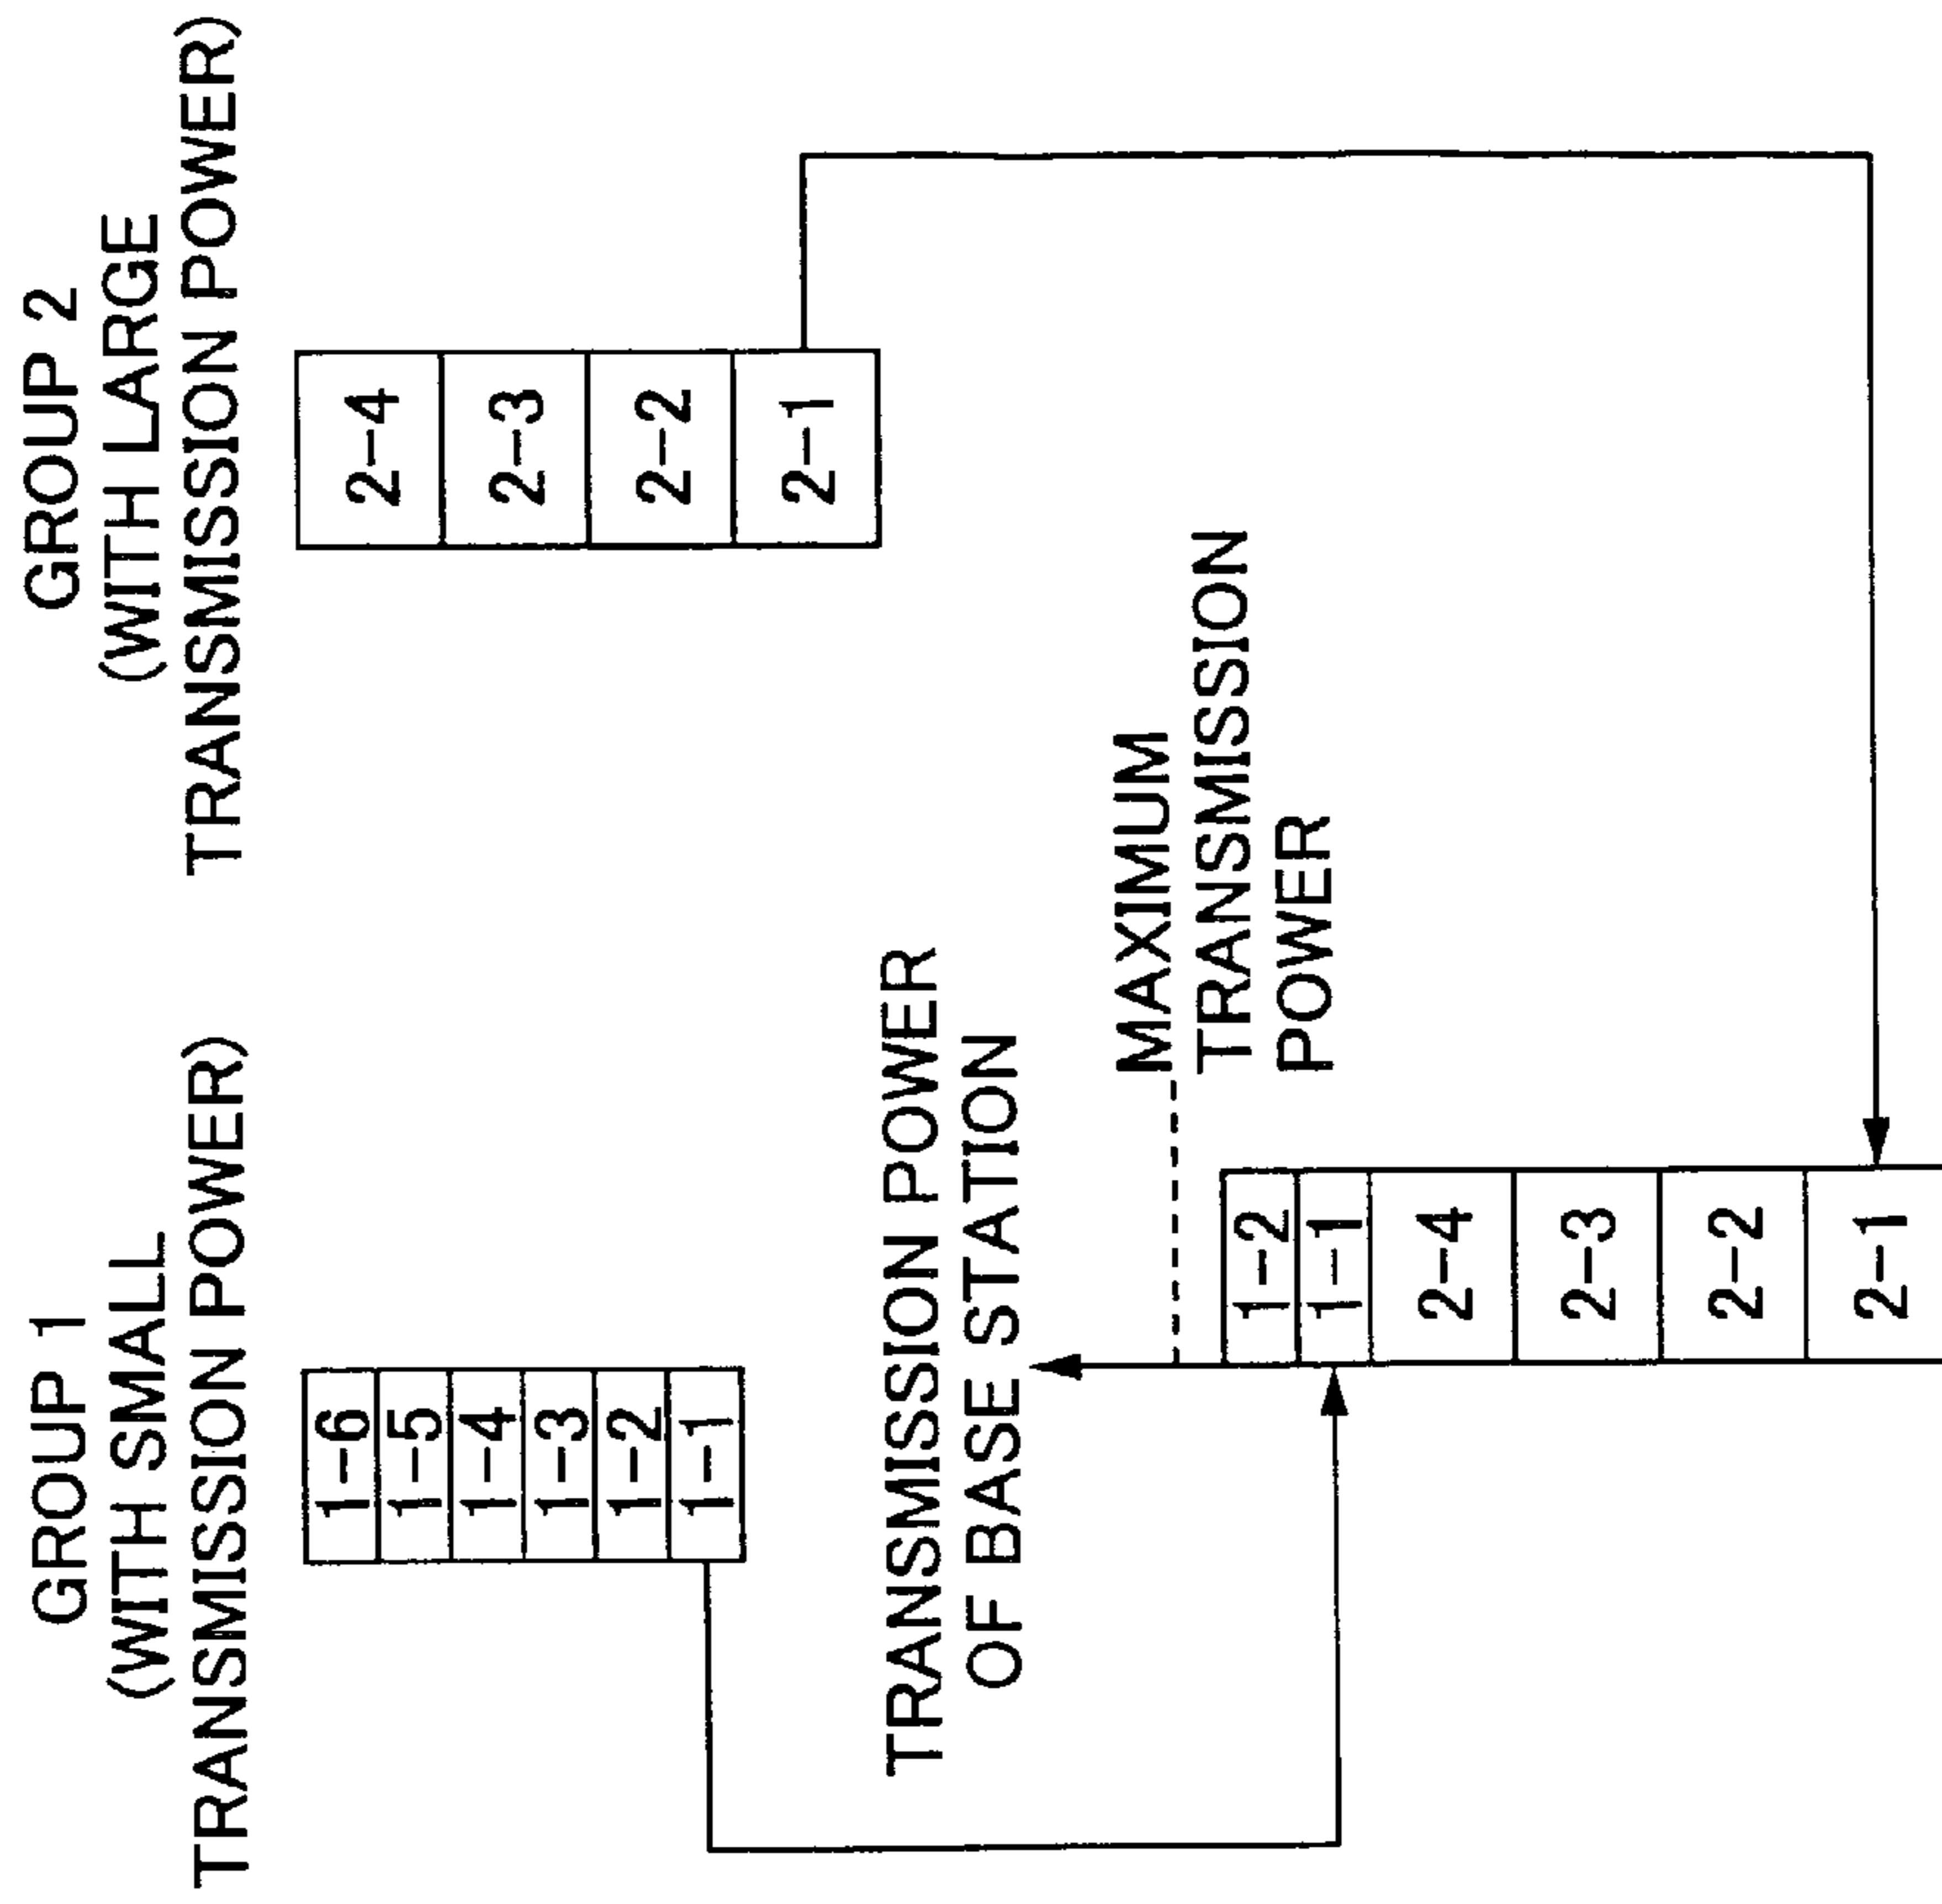 GROUP 1
(WITH SMALL
TRANSMISSION POWER)
1-6
1-5
1-4
1-3
1-2
1-1
GROUP 2
(WITH LARGE
TRANSMISSION POWER)
2-4
2-3
2-2
2-1
TRANSMISSION POWER
OF BASE STATION
MAXIMUM
TRANSMISSION
POWER
1-2
1-1
2-4
2-3
2-2
2-1